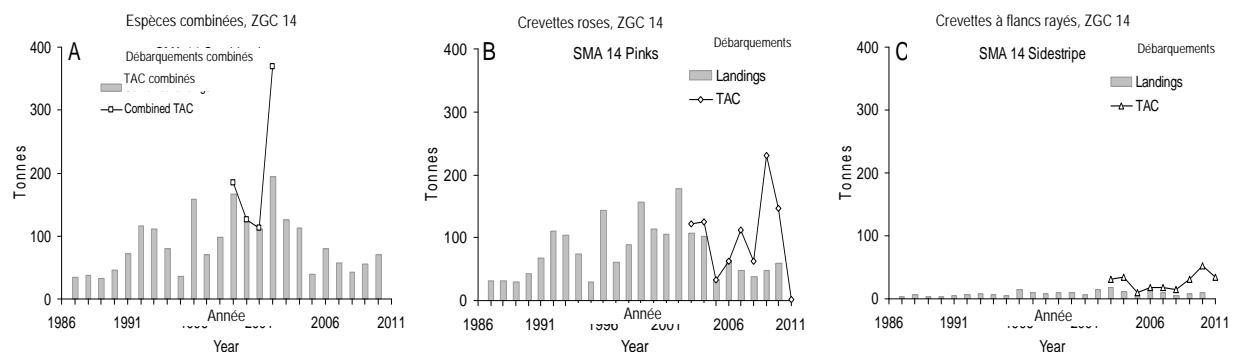 Espèces combinées, ZGC 14
A
Débarquements combinés
TAC combinés
Combined TAC
400
300
200
100
0
Tonnes
1986
1991
2006
2011
Année
Year
Crevettes roses, ZGC 14
B
SMA 14 Pinks
Débarquements
Landings
TAC
400
300
200
100
0
Tonnes
1986
1991
1996
2001
2006
2011
Année
Year
Crevettes à flancs rayés, ZGC 14
C
SMA 14 Sidestripe
Débarquements
Landings
TAC
400
300
200
100
0
Tonnes
1986
1991
2006
2011
Année
Year